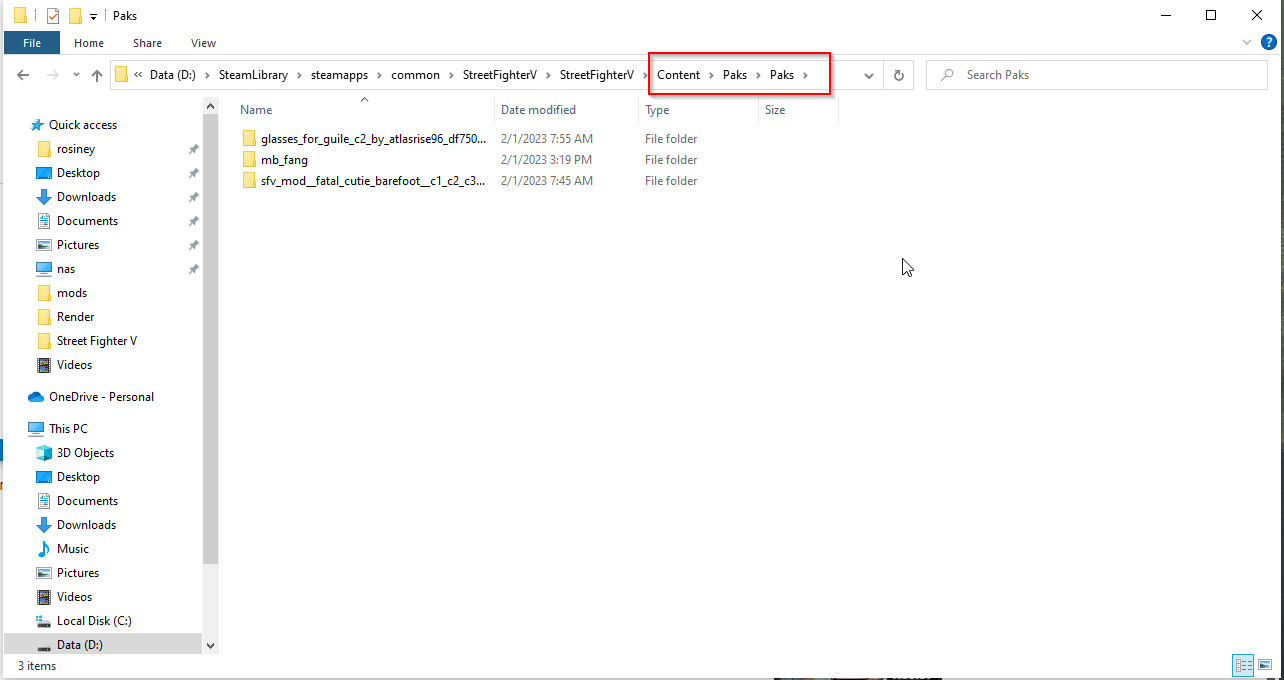 Paks
File Home Share View
« Data (D:) › SteamLibrary › steamapps › common › StreetFighterV › StreetFighterV › Content › Paks › Paks ›
Search Paks
Name Date modified Type Size
glasses_for_guile_c2_by_atlasrise96_df750... 2/1/2023 7:55 AM File folder
mb_fang 2/1/2023 3:19 PM File folder
sfv_mod__fatal_cutie_barefoot__c1_c2_c3... 2/1/2023 7:45 AM File folder
Quick access
rosiney
Desktop
Downloads
Documents
Pictures
nas
mods
Render
Street Fighter V
Videos
OneDrive - Personal
This PC
3D Objects
Desktop
Documents
Downloads
Music
Pictures
Videos
Local Disk (C:)
Data (D:)
3 items